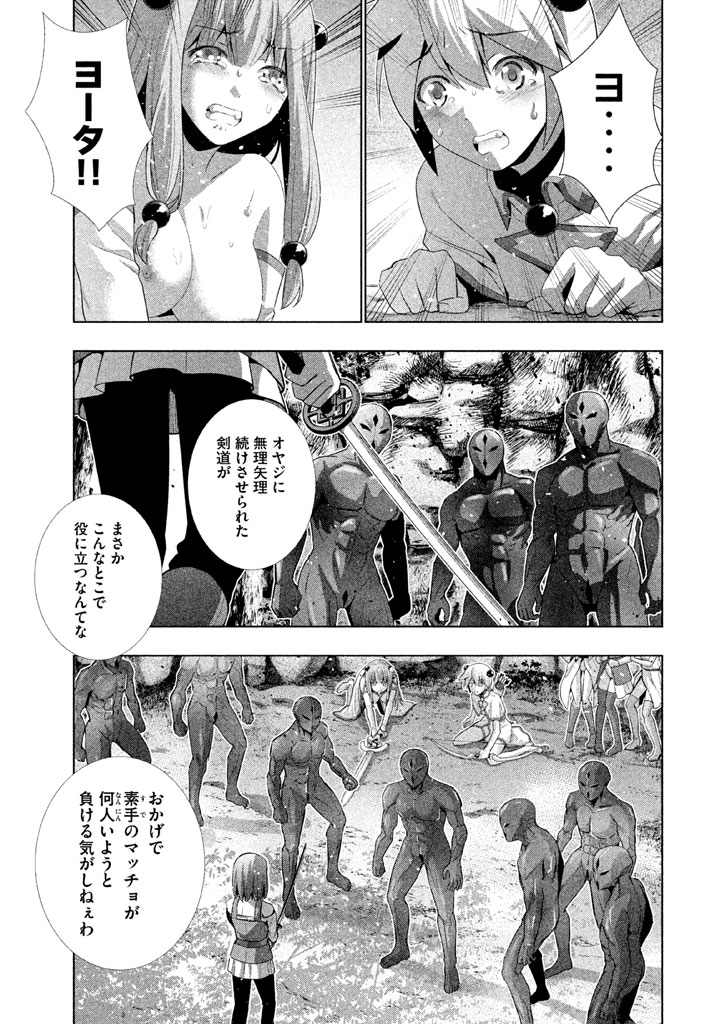 ヨ‥‥
ヨータ!!
オヤジに
無理矢理
続けさせられた
剣道が
まさか
こんなとこで
役に立つなんてな
おかげで
素手のマッチョが
何人いようと
負ける気がしねぇわ